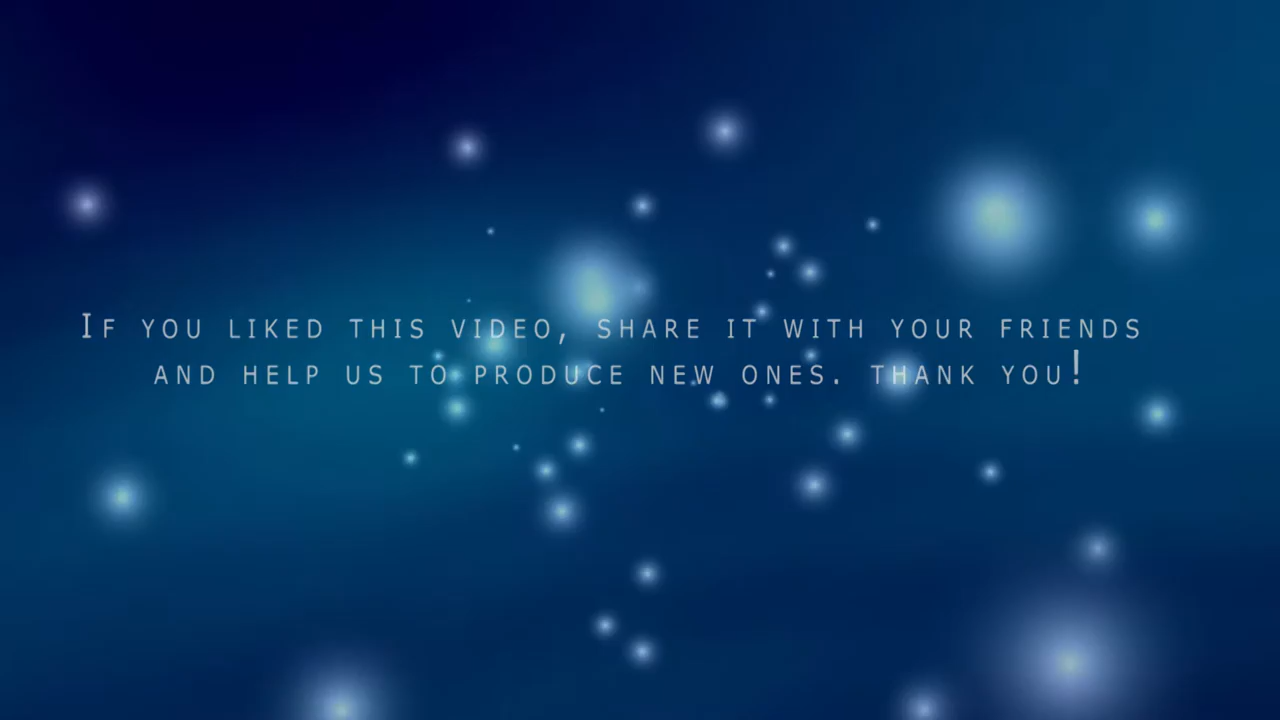 If you liked this video, share it with your friends
and help us to produce new ones. thank you!